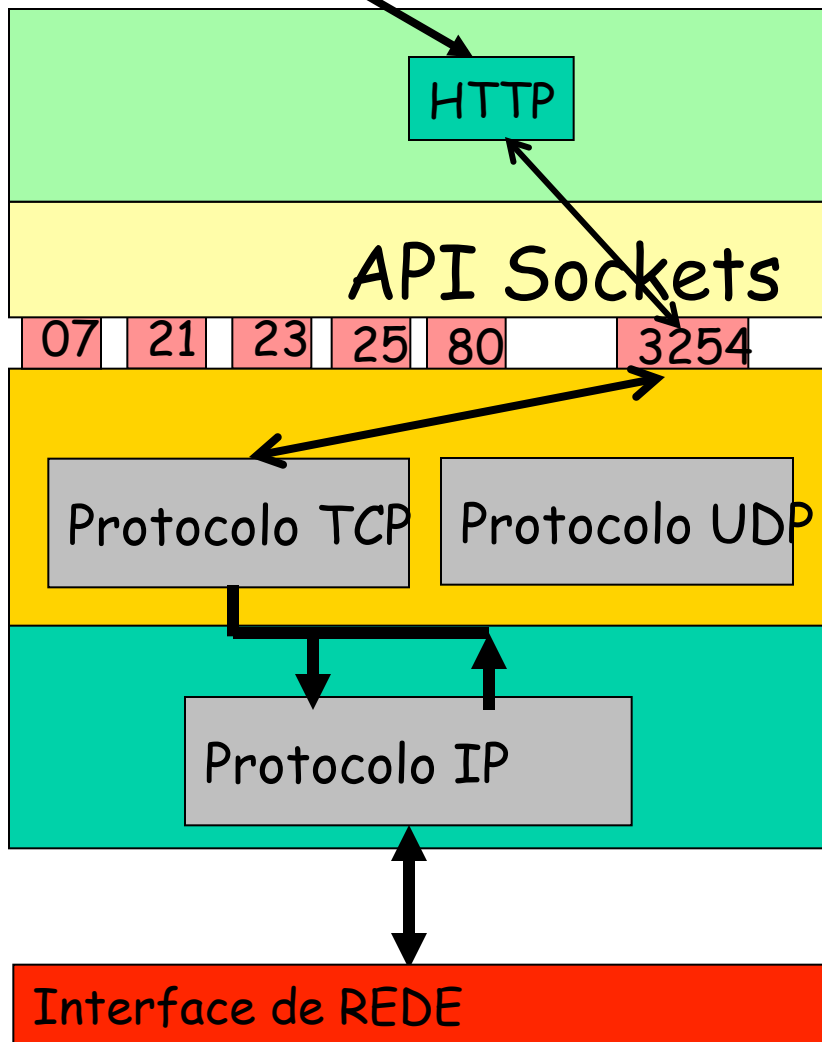 HTTP
API Sockets
07 21 23 25 80 3254
Protocolo TCP Protocolo UDP
Protocolo IP
Interface de REDE